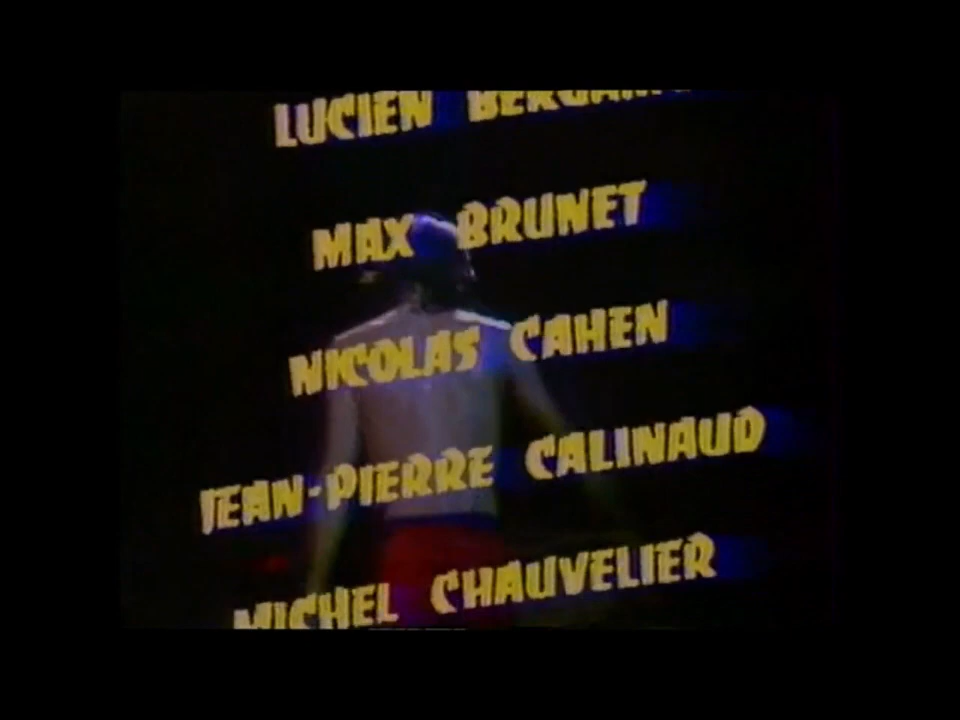 LUCIEN
MAX BRUNET
NICOLAS CAHEN
JEAN-PIERRE CALINAUD
MICHEL CHAUVELIER